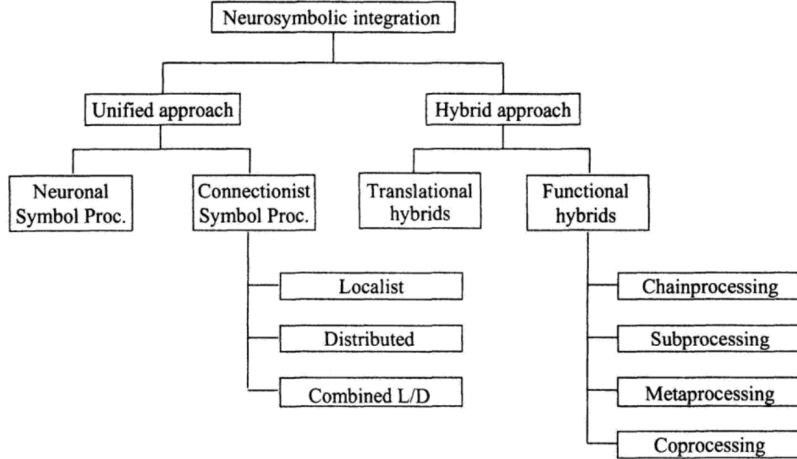 Neurosymbolic integration
Unified approach
Hybrid approach
Neuronal
Symbol Proc.
Connectionist
Symbol Proc.
Translational
hybrids
Functional
hybrids
Localist
Distributed
Combined L/D
Chainprocessing
Subprocessing
Metaprocessing
Coprocessing